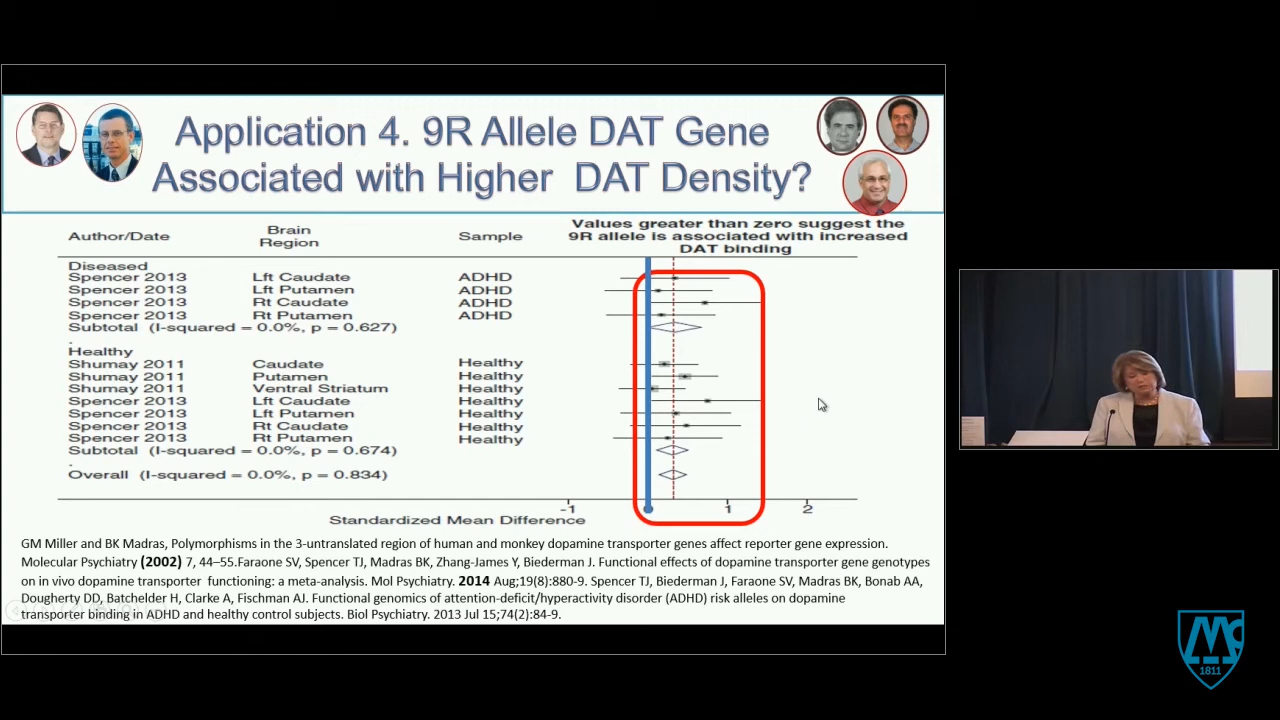 Application 4. 9R Allele DAT Gene
Associated with Higher DAT Density?
Values greater than zero suggest the
9R allele is associated with increased
DAT binding
Author/Date Brain Region Sample
Diseased
Spencer 2013 Lft Caudate ADHD
Spencer 2013 Lft Putamen ADHD
Spencer 2013 Rt Caudate ADHD
Spencer 2013 Rt Putamen ADHD
Subtotal (I-squared = 0.0%, p = 0.627)
.
Healthy
Shumay 2011 Caudate Healthy
Shumay 2011 Putamen Healthy
Shumay 2011 Ventral Striatum Healthy
Spencer 2013 Lft Caudate Healthy
Spencer 2013 Lft Putamen Healthy
Spencer 2013 Rt Caudate Healthy
Spencer 2013 Rt Putamen Healthy
Subtotal (I-squared = 0.0%, p = 0.674)
.
Overall (I-squared = 0.0%, p = 0.834)
-1 1 2
Standardized Mean Difference
GM Miller and BK Madras, Polymorphisms in the 3-untranslated region of human and monkey dopamine transporter genes affect reporter gene expression.
Molecular Psychiatry (2002) 7, 44–55.Faraone SV, Spencer TJ, Madras BK, Zhang-James Y, Biederman J. Functional effects of dopamine transporter gene genotypes
on in vivo dopamine transporter functioning: a meta-analysis. Mol Psychiatry. 2014 Aug;19(8):880-9. Spencer TJ, Biederman J, Faraone SV, Madras BK, Bonab AA,
Dougherty DD, Batchelder H, Clarke A, Fischman AJ. Functional genomics of attention-deficit/hyperactivity disorder (ADHD) risk alleles on dopamine
transporter binding in ADHD and healthy control subjects. Biol Psychiatry. 2013 Jul 15;74(2):84-9.
1811